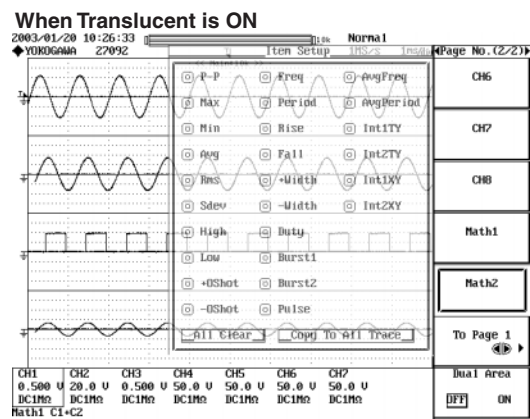 When Translucent is ON
2003/01/20 10:26:33 10k Normal
YOKOGAWA 27092 Item Setup 1MS/s
Page No.(2/2)
P-P Freq AvgFreq
Max Period AvgPeriod
Min Rise Int1TY
Avg Fall Int2TY
Rms +Width Int1XY
Sdev -Width Int2XY
High Duty
Low Burst1
+OShot Burst2
-OShot Pulse
All Clear Copy To All Trace
CH6
CH7
CH8
Math1
Math2
To Page 1
Dual Area
OFF ON
CH1 CH2 CH3 CH4 CH5 CH6 CH7
0.500 V 20.0 V 0.500 V 50.0 V 50.0 V 50.0 V 50.0 V
DC1MΩ DC1MΩ DC1MΩ DC1MΩ DC1MΩ DC1MΩ DC1MΩ
Math1 C1+C2